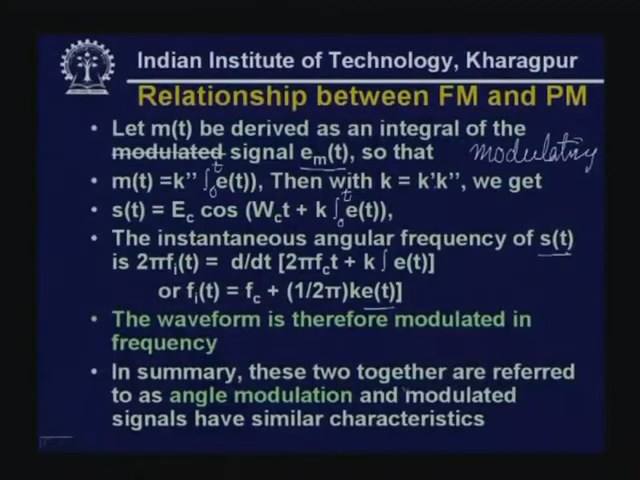 Indian Institute of Technology, Kharagpur
Relationship between FM and PM
• Let m(t) be derived as an integral of the
modulated signal em(t), so that modulating
• m(t) =k'' ∫₀ᵗ e(t)), Then with k = k'k'', we get
• s(t) = Ec cos (Wct + k ∫₀ᵗ e(t)),
• The instantaneous angular frequency of s(t)
is 2πfi(t) = d/dt [2πfct + k ∫ e(t)]
or fi(t) = fc + (1/2π)ke(t)]
• The waveform is therefore modulated in
frequency
• In summary, these two together are referred
to as angle modulation and modulated
signals have similar characteristics